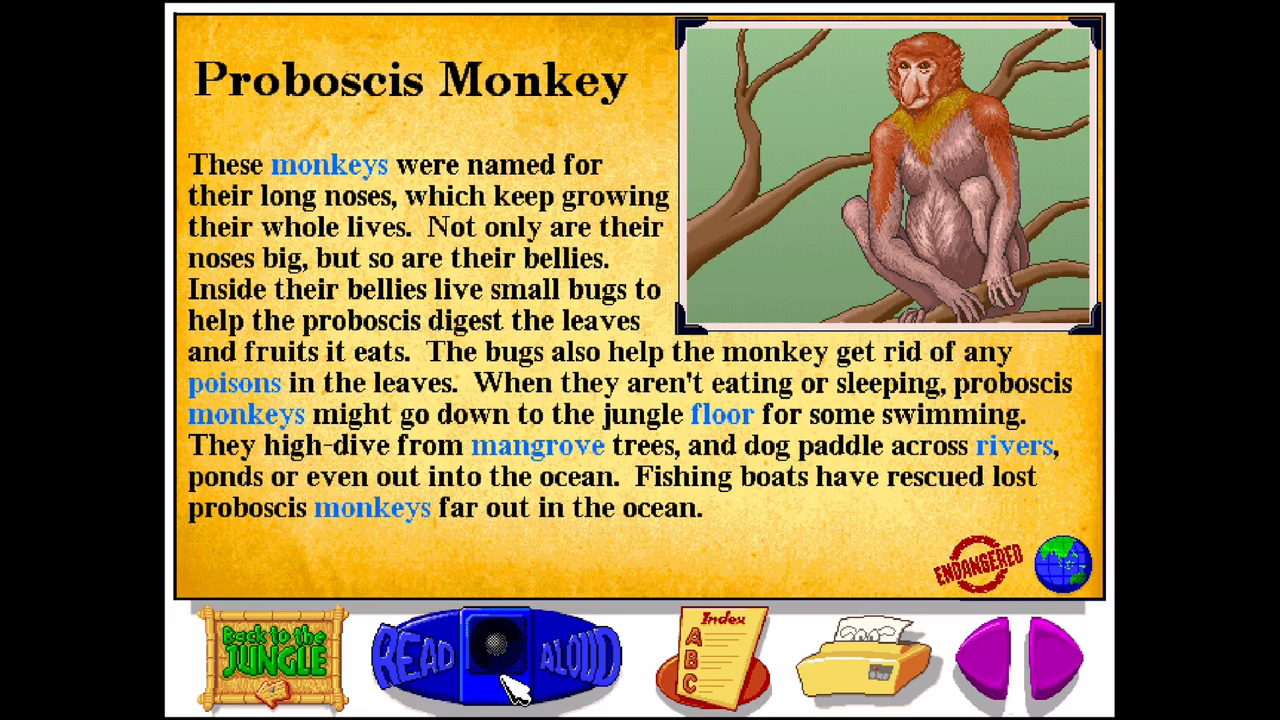 Proboscis Monkey
These monkeys were named for
their long noses, which keep growing
their whole lives.  Not only are their
noses big, but so are their bellies.
Inside their bellies live small bugs to
help the proboscis digest the leaves
and fruits it eats.  The bugs also help the monkey get rid of any
poisons in the leaves.  When they aren't eating or sleeping, proboscis
monkeys might go down to the jungle floor for some swimming.
They high-dive from mangrove trees, and dog paddle across rivers,
ponds or even out into the ocean.  Fishing boats have rescued lost
proboscis monkeys far out in the ocean.
ENDANGERED
Back to the
JUNGLE
READ ALOUD
Index
A
B
C